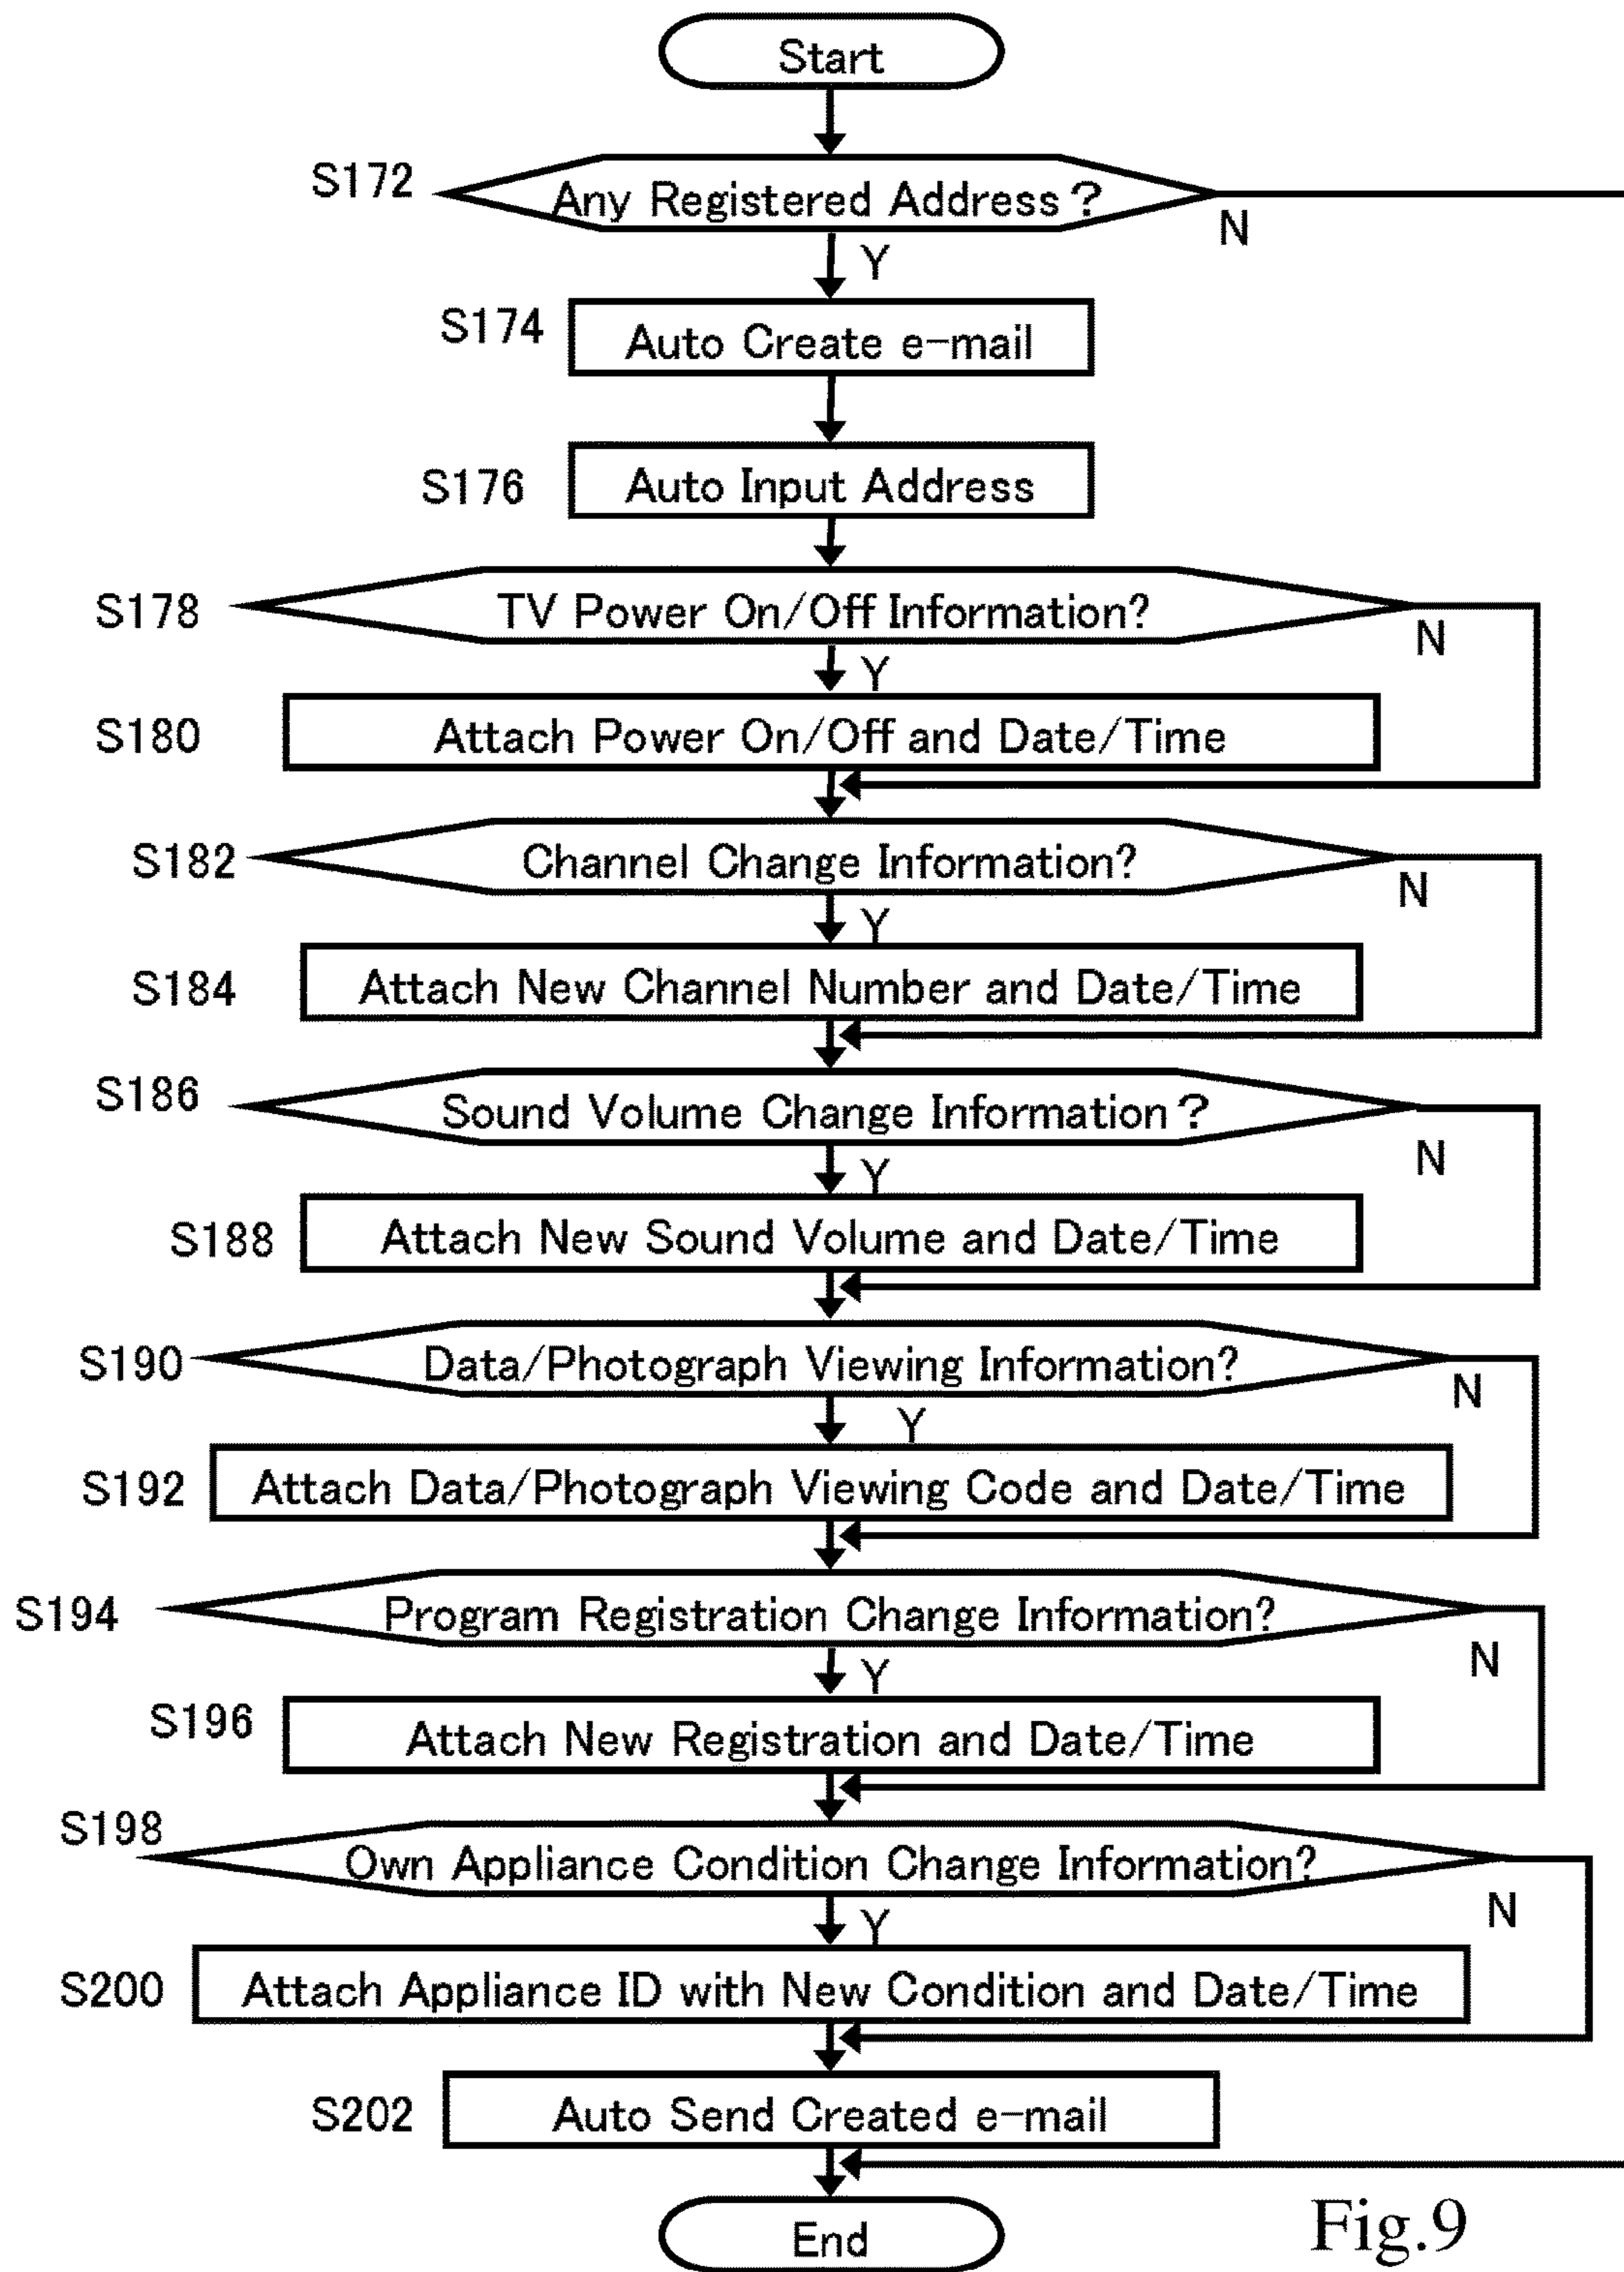 Start
S172
Any Registered Address?
N
Y
S174
Auto Create e-mail
S176
Auto Input Address
S178
TV Power On/Off Information?
N
Y
S180
Attach Power On/Off and Date/Time
S182
Channel Change Information?
N
Y
S184
Attach New Channel Number and Date/Time
S186
Sound Volume Change Information?
N
Y
S188
Attach New Sound Volume and Date/Time
S190
Data/Photograph Viewing Information?
N
Y
S192
Attach Data/Photograph Viewing Code and Date/Time
S194
Program Registration Change Information?
N
Y
S196
Attach New Registration and Date/Time
S198
Own Appliance Condition Change Information?
N
Y
S200
Attach Appliance ID with New Condition and Date/Time
S202
Auto Send Created e-mail
End
Fig.9